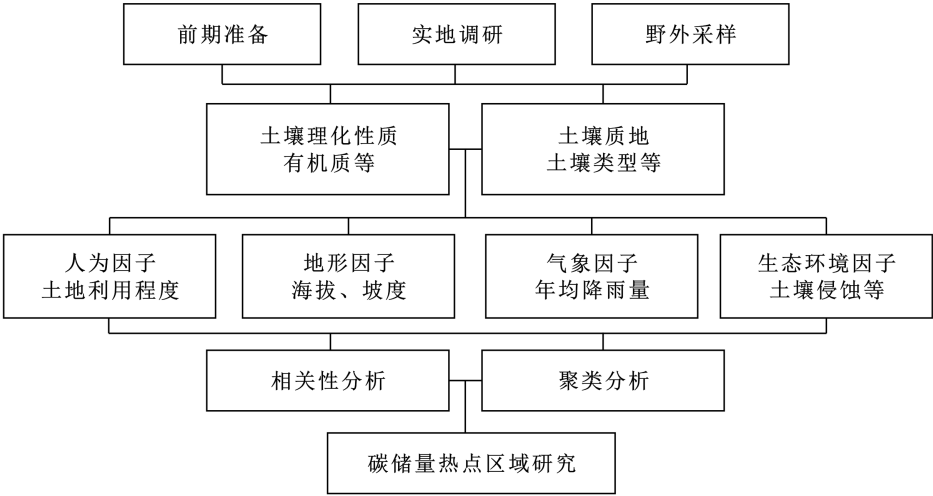 前期准备
实地调研
野外采样
土壤理化性质
有机质等
土壤质地
土壤类型等
人为因子
土地利用程度
地形因子
海拔、坡度
气象因子
年均降雨量
生态环境因子
土壤侵蚀等
相关性分析
聚类分析
碳储量热点区域研究